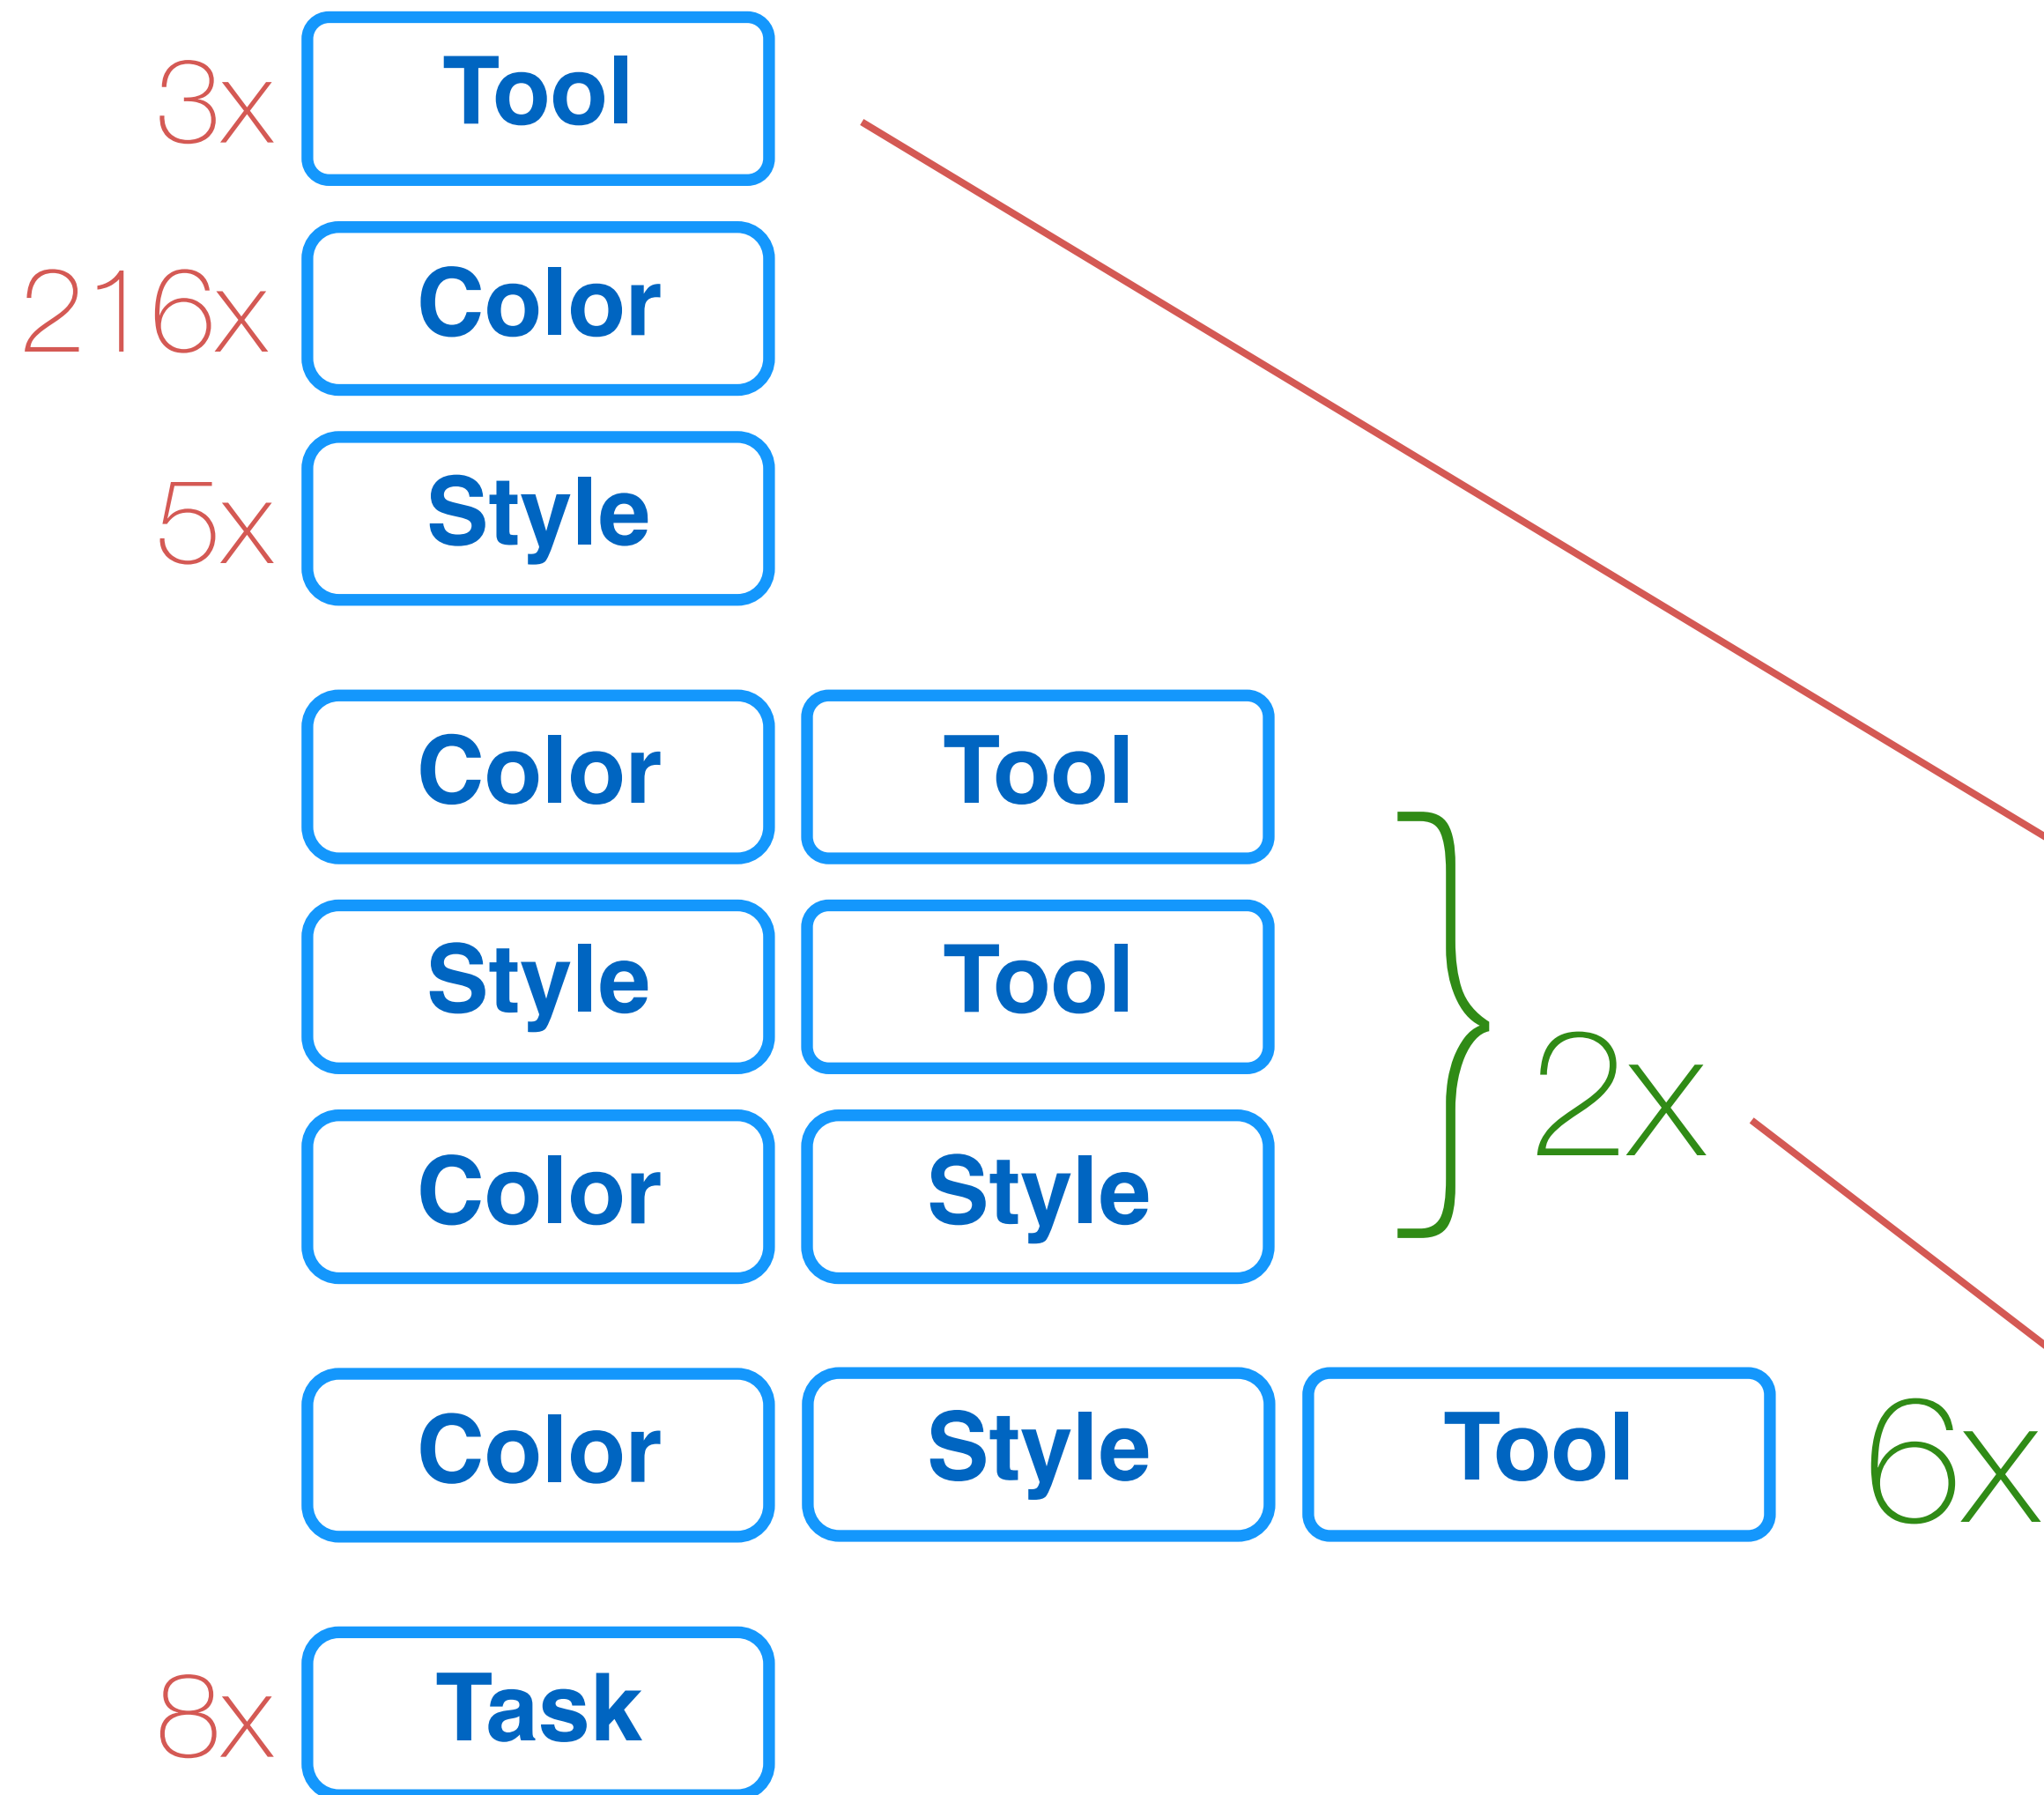 3x Tool
216x Color
5x Style
Color Tool
Style Tool
2x
Color Style
Color Style Tool 6x
8x Task